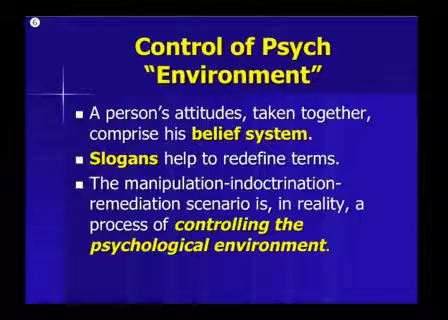 6
Control of Psych
“Environment”
A person’s attitudes, taken together,
comprise his belief system.
Slogans help to redefine terms.
The manipulation-indoctrination-
remediation scenario is, in reality, a
process of controlling the
psychological environment.